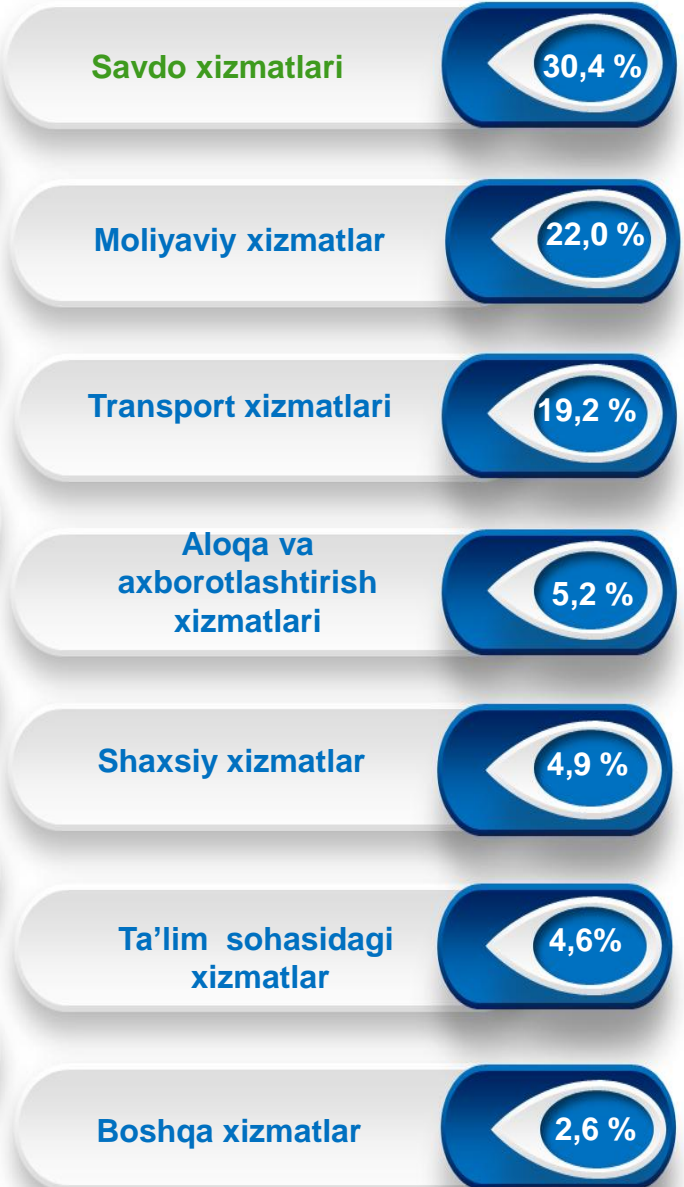 Savdo xizmatlari
30,4 %
Moliyaviy xizmatlar
22,0 %
Transport xizmatlari
19,2 %
Aloqa va
axborotlashtirish
xizmatlari
5,2 %
Shaxsiy xizmatlar
4,9 %
Ta’lim  sohasidagi
xizmatlar
4,6%
Boshqa xizmatlar
2,6 %